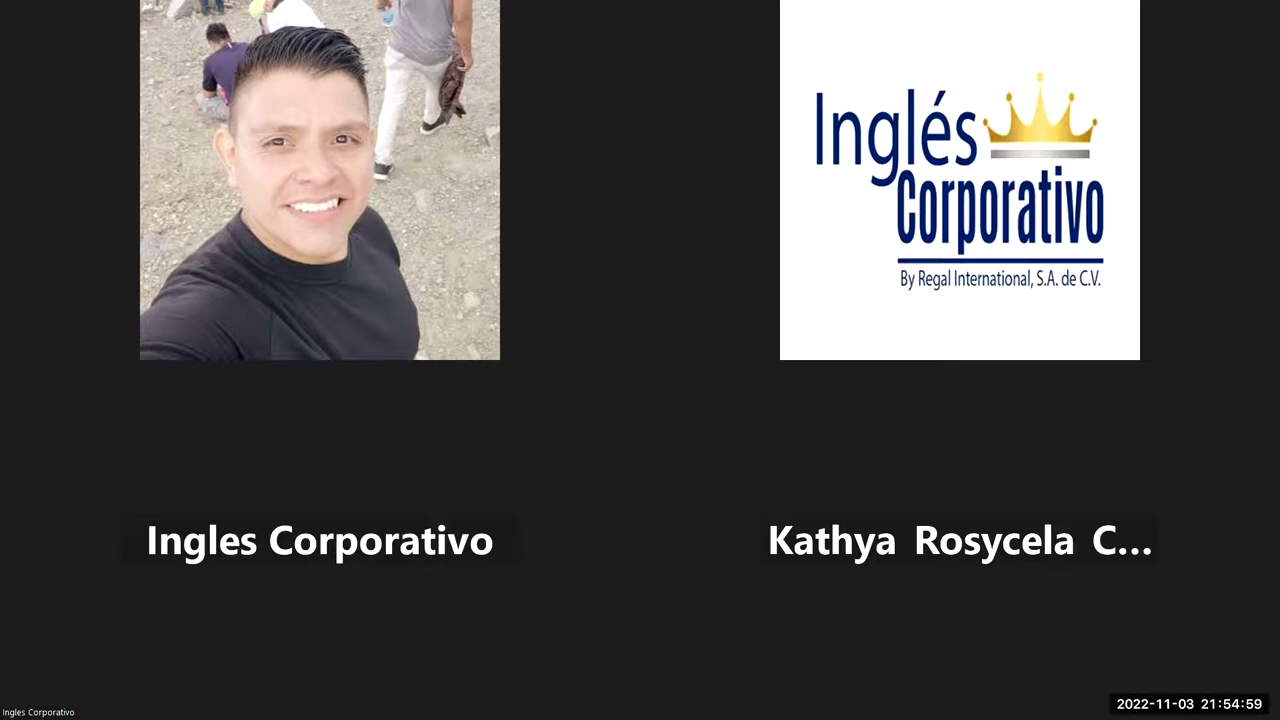 Inglés
Corporativo
By Regal International, S.A. de C.V.
Ingles Corporativo
Kathya Rosycela C...
Ingles Corporativo
2022-11-03 21:54:59